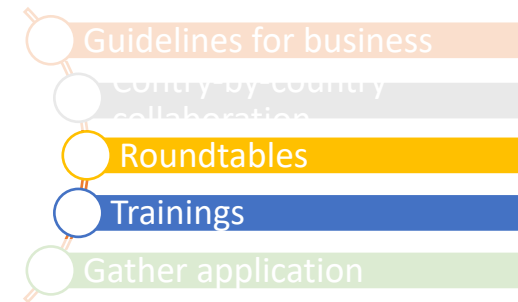 Guidelines for business
Contry-by-country
collaboration
Roundtables
Trainings
Gather application